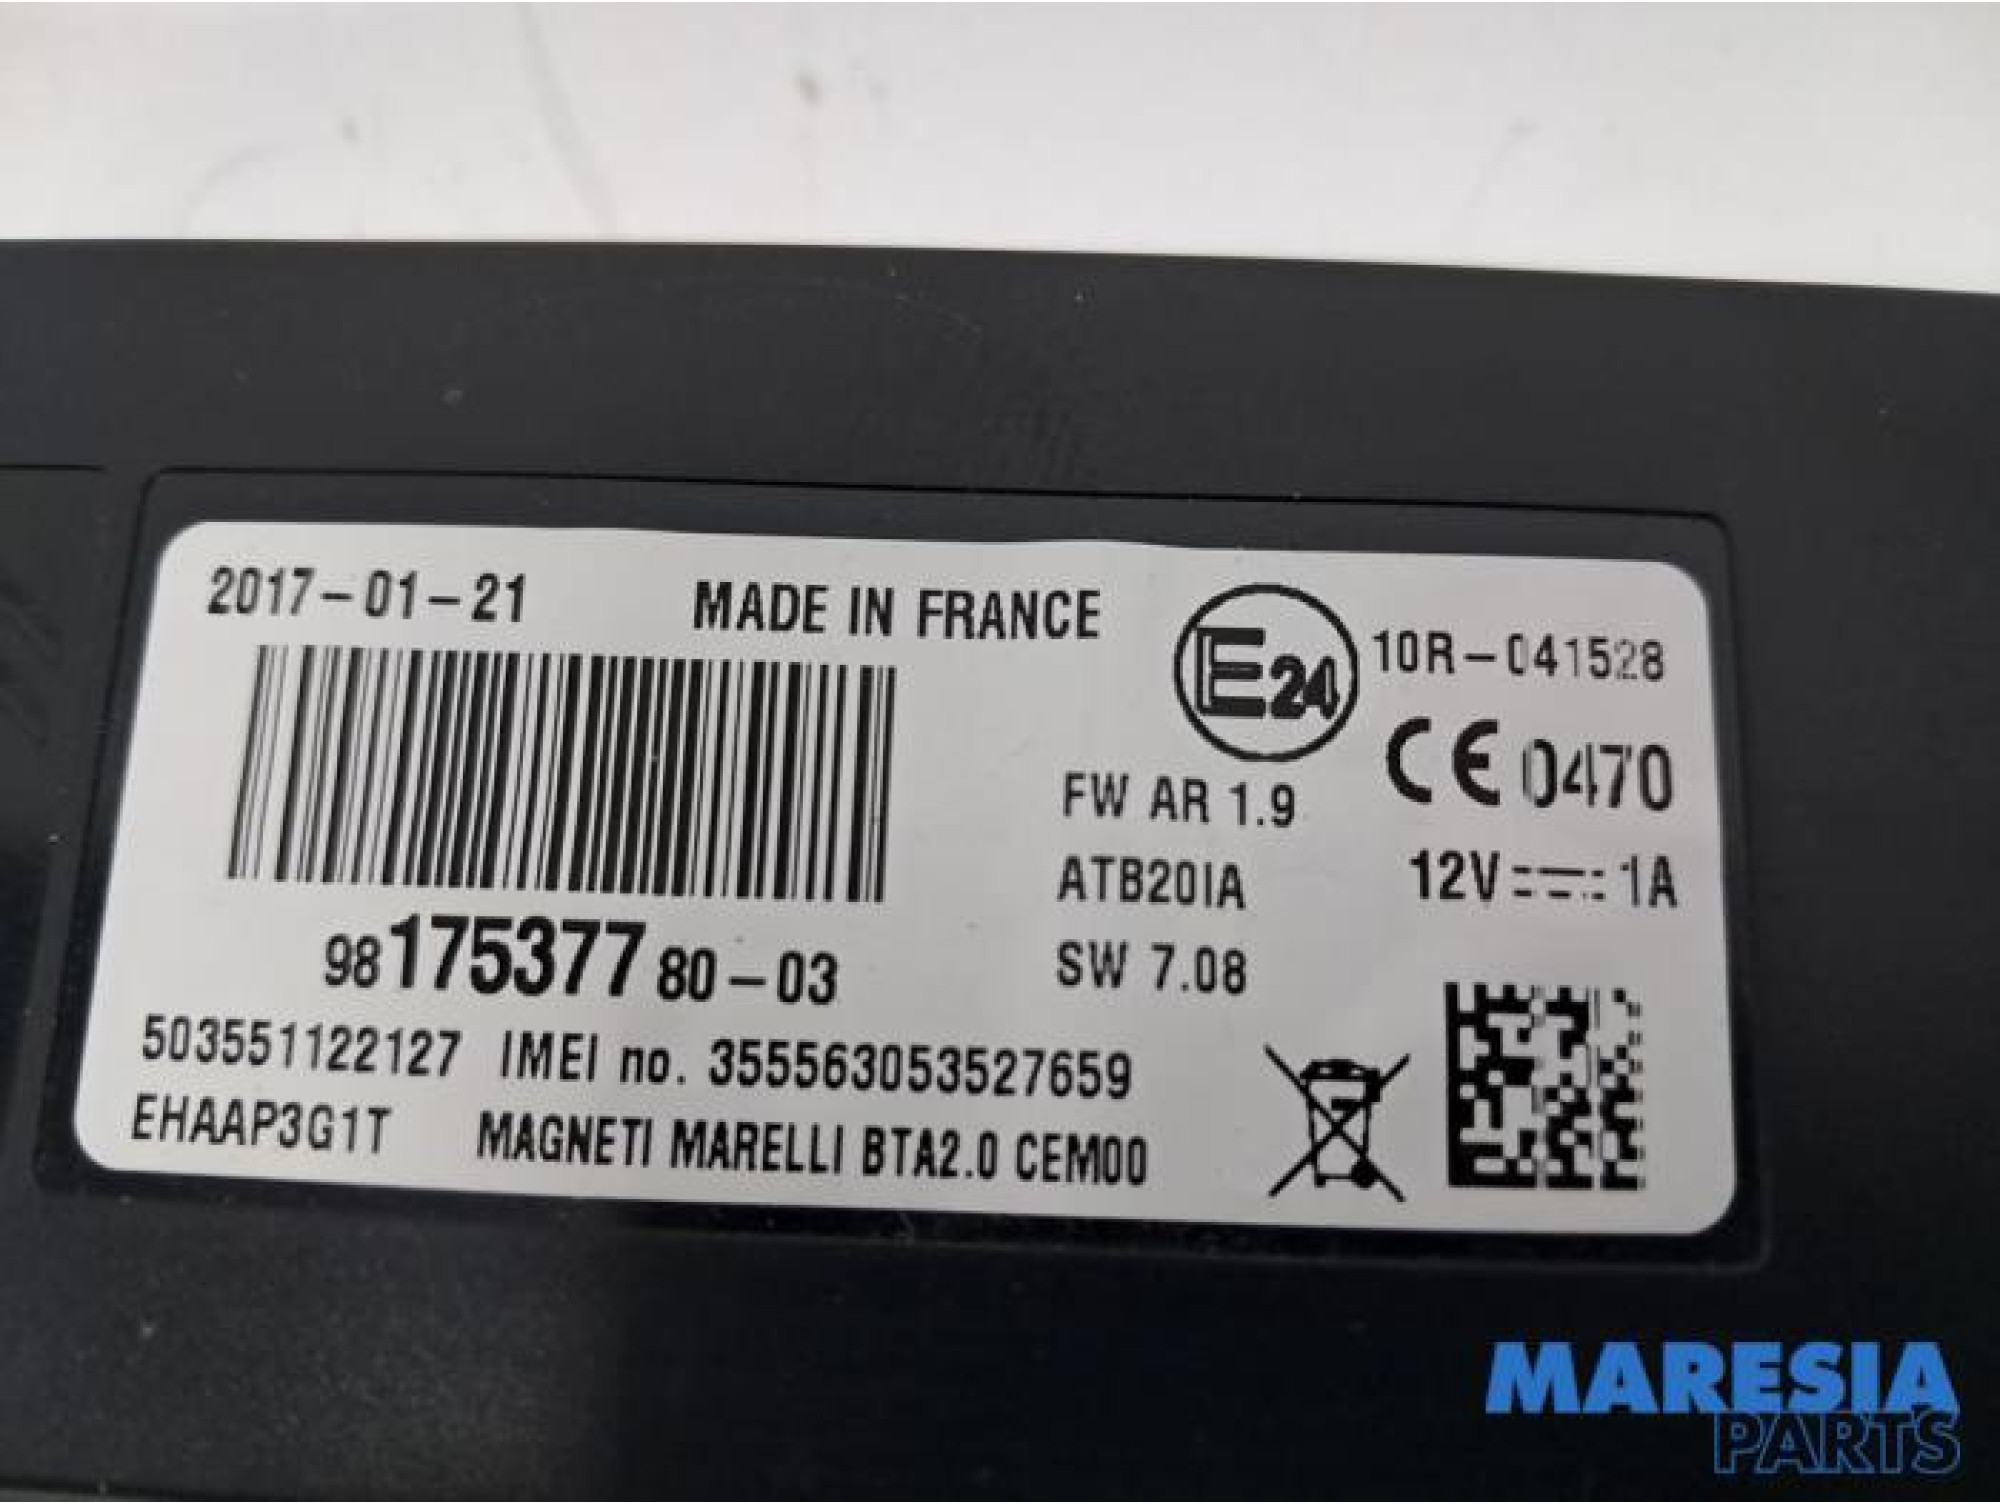 2017-01-21 MADE IN FRANCE
E24 10R-041528
CE 0470
FW AR 1.9
ATB20IA 12V 1A
9817537780-03 SW 7.08
503551122127 IMEI no. 355563053527659
EHAAP3G1T MAGNETI MARELLI BTA2.0 CEM00
MARESIA
PARTS